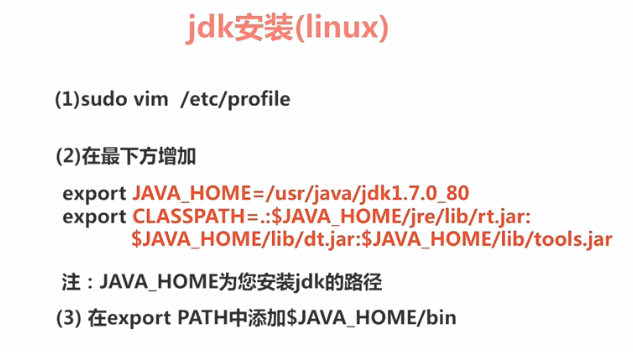 jdk安装(linux)
(1)sudo vim  /etc/profile
(2)在最下方增加
export JAVA_HOME=/usr/java/jdk1.7.0_80
export CLASSPATH=.:$JAVA_HOME/jre/lib/rt.jar:
$JAVA_HOME/lib/dt.jar:$JAVA_HOME/lib/tools.jar
注：JAVA_HOME为您安装jdk的路径
(3) 在export PATH中添加$JAVA_HOME/bin